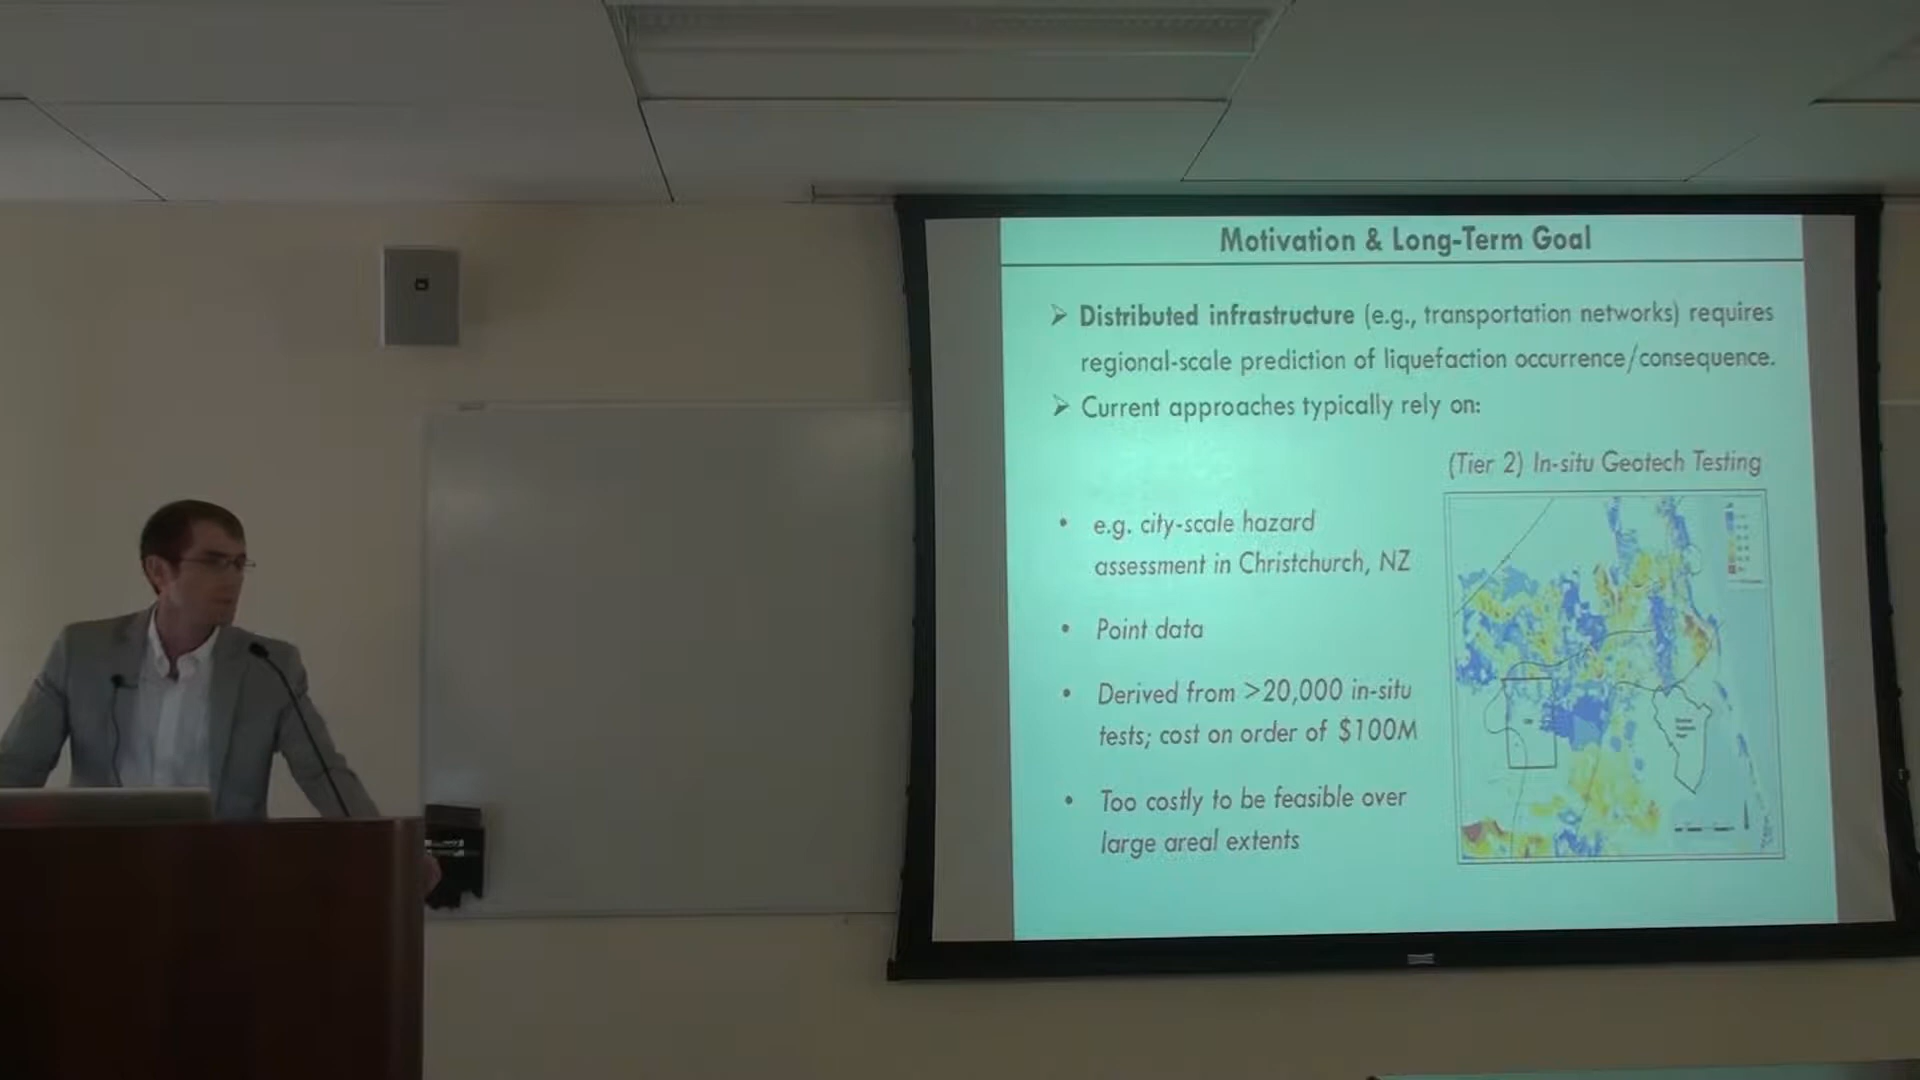 Motivation & Long-Term Goal
Distributed infrastructure (e.g., transportation networks) requires
regional-scale prediction of liquefaction occurrence/consequence.
Current approaches typically rely on:
(Tier 2) In-situ Geotech Testing
• e.g. city-scale hazard
assessment in Christchurch, NZ
• Point data
• Derived from >20,000 in-situ
tests; cost on order of $100M
• Too costly to be feasible over
large areal extents